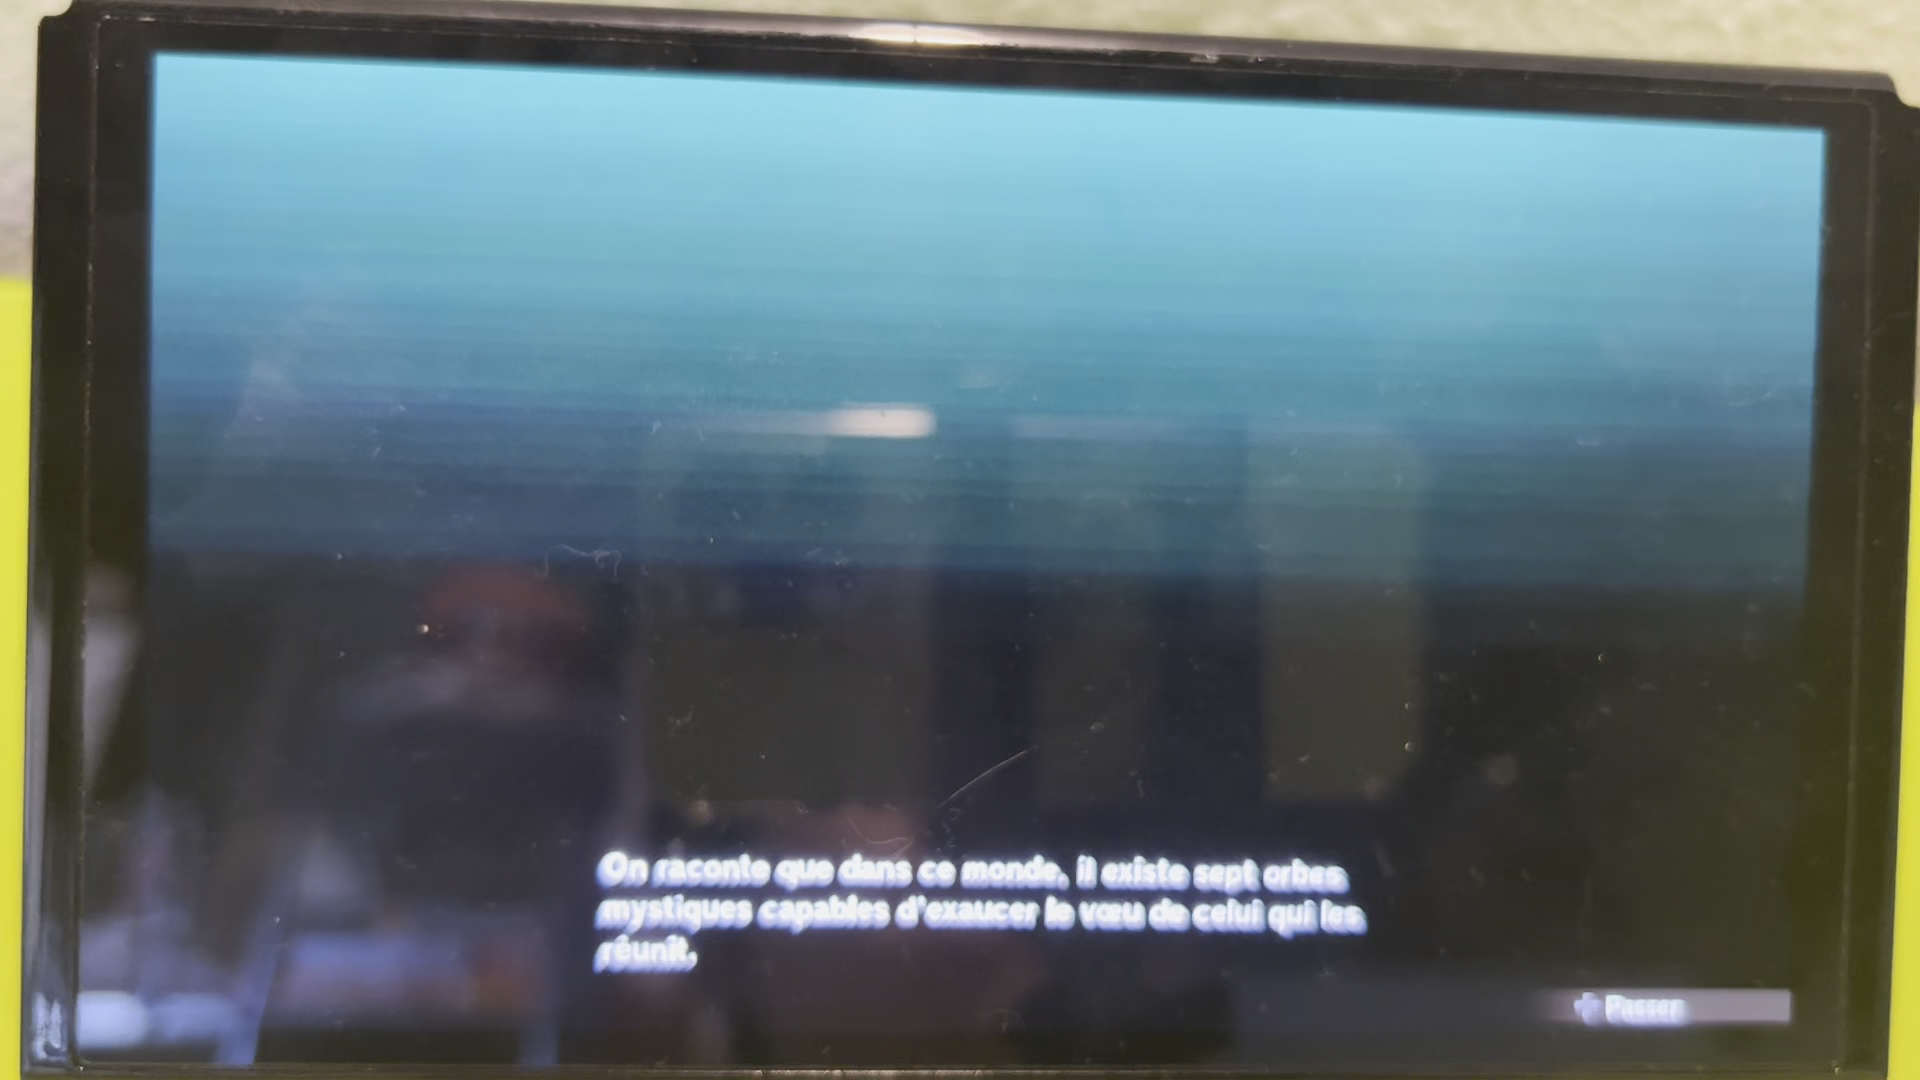 On raconte que dans ce monde, il existe sept orbes
mystiques capables d'exaucer le vœu de celui qui les
réunit.
Passer